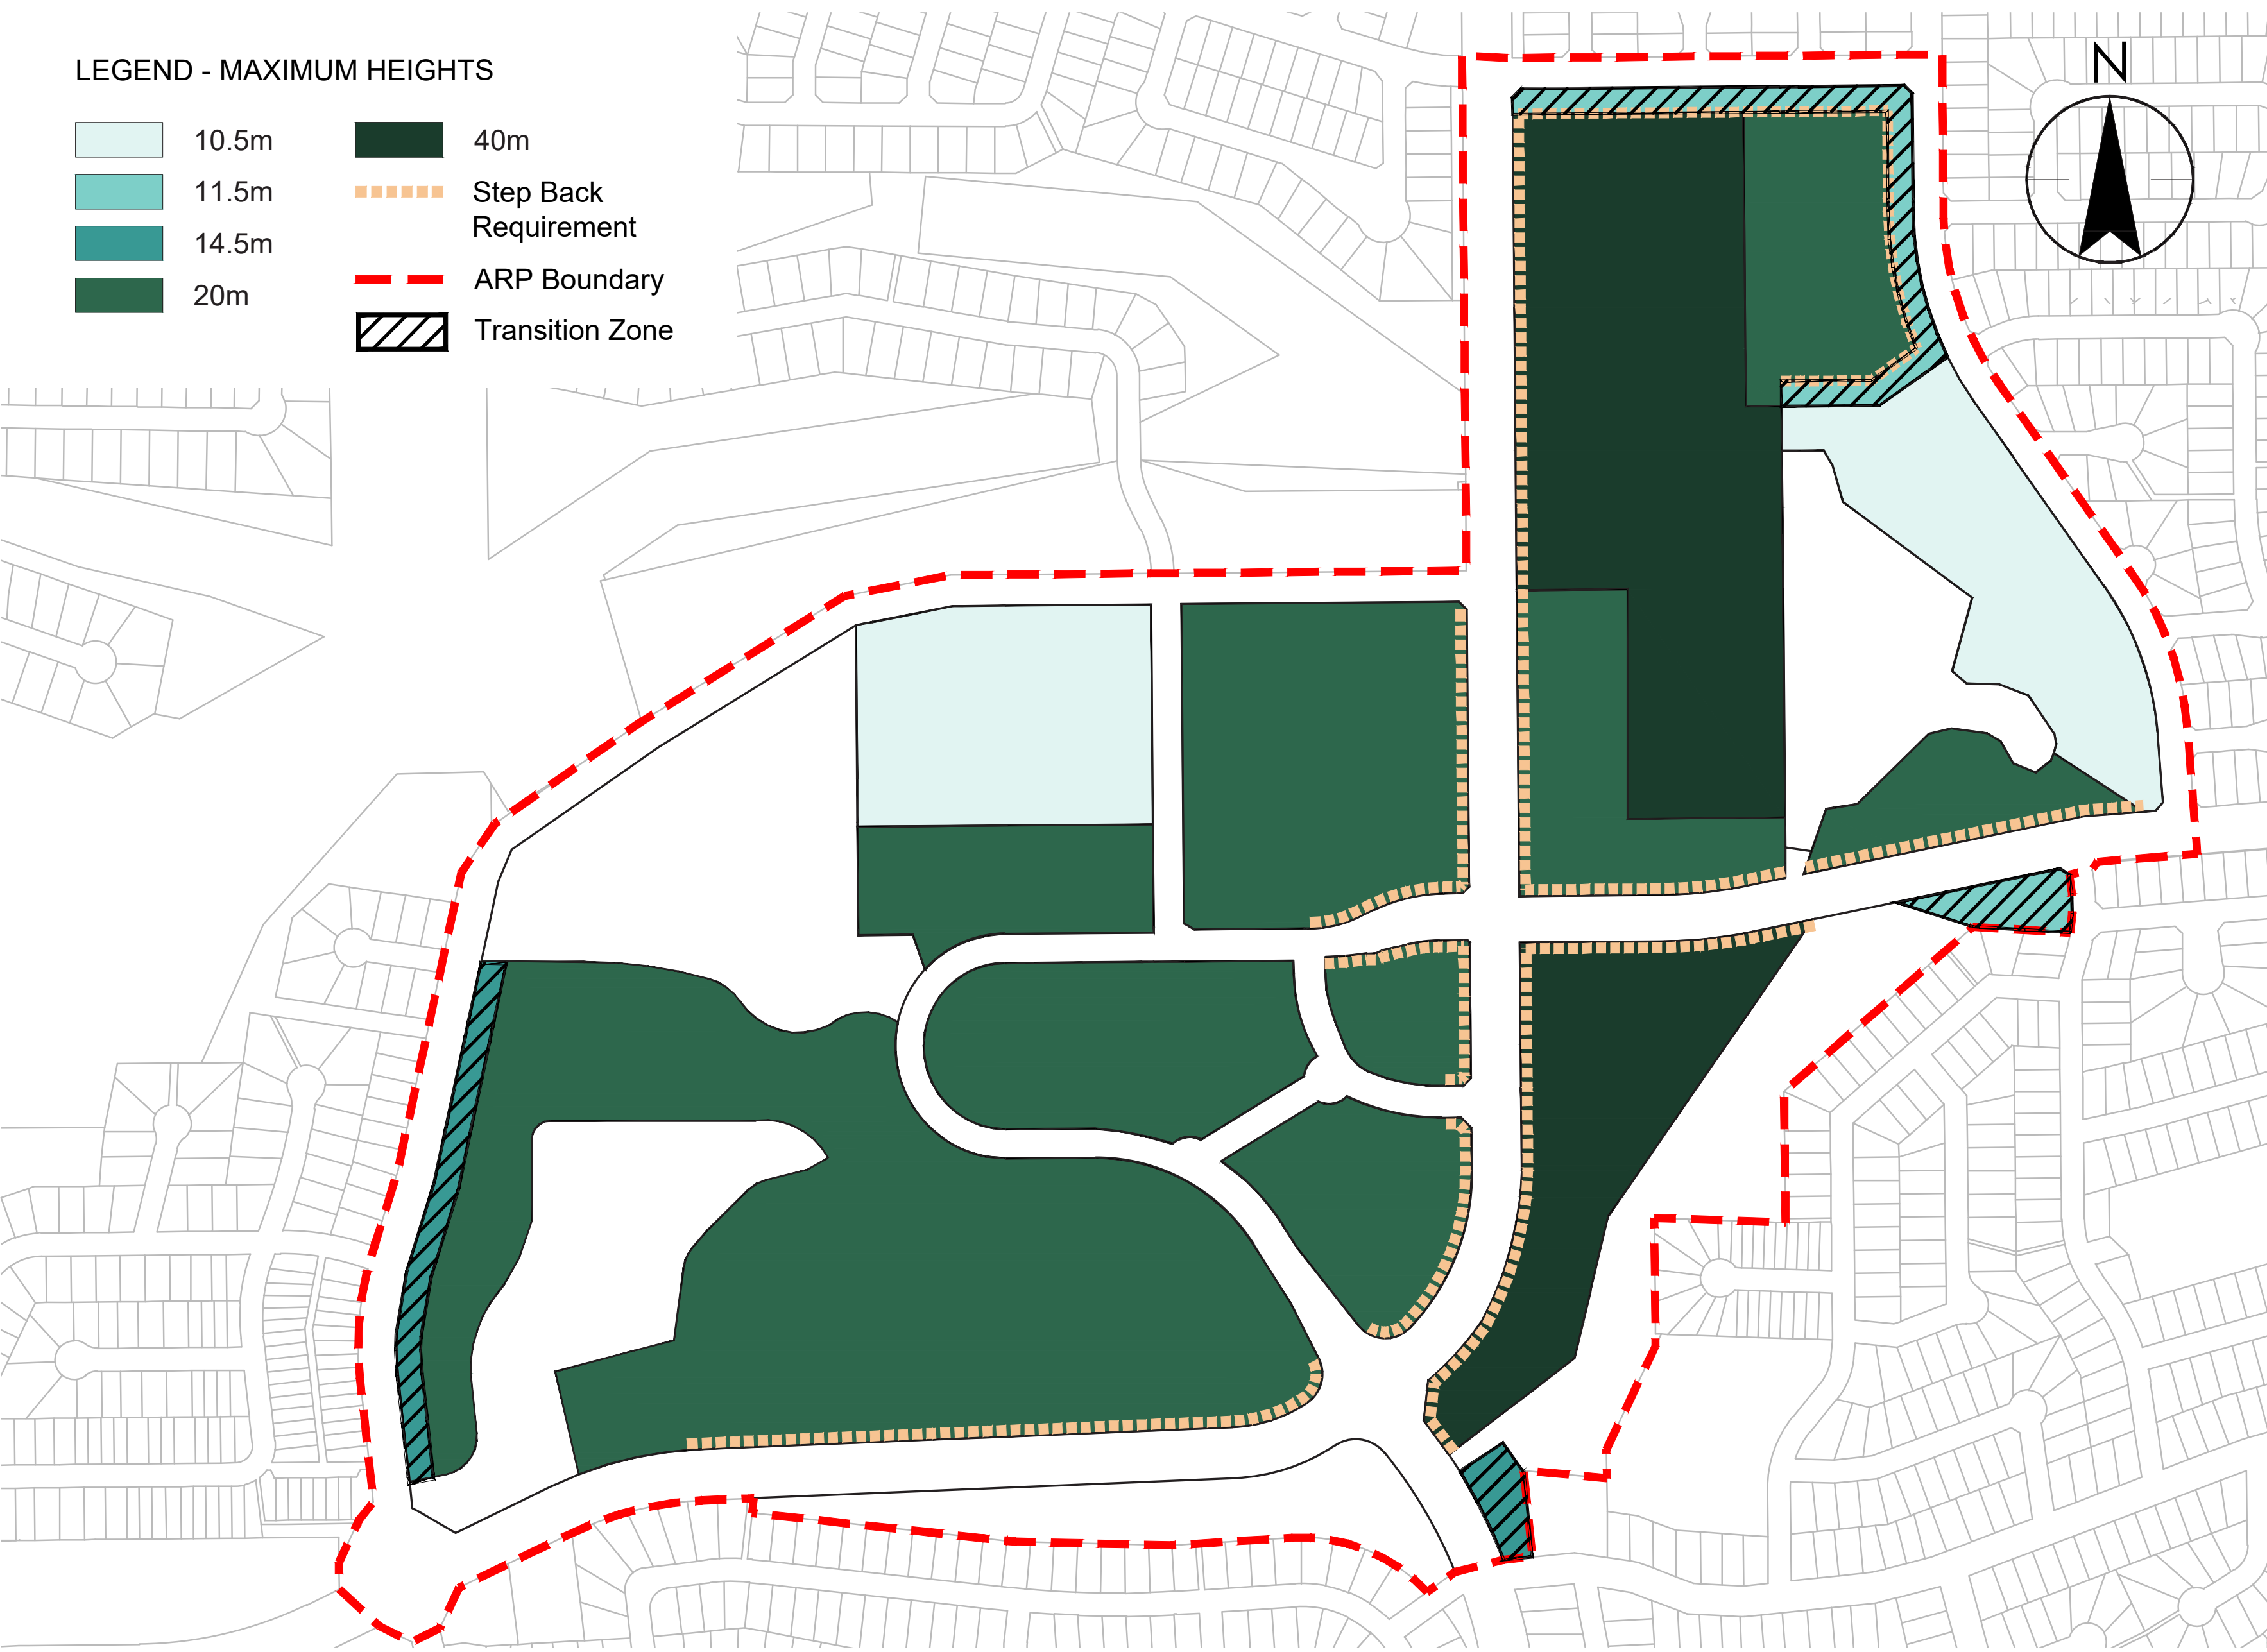 LEGEND - MAXIMUM HEIGHTS
10.5m
11.5m
14.5m
20m
40m
Step Back
Requirement
ARP Boundary
Transition Zone
N